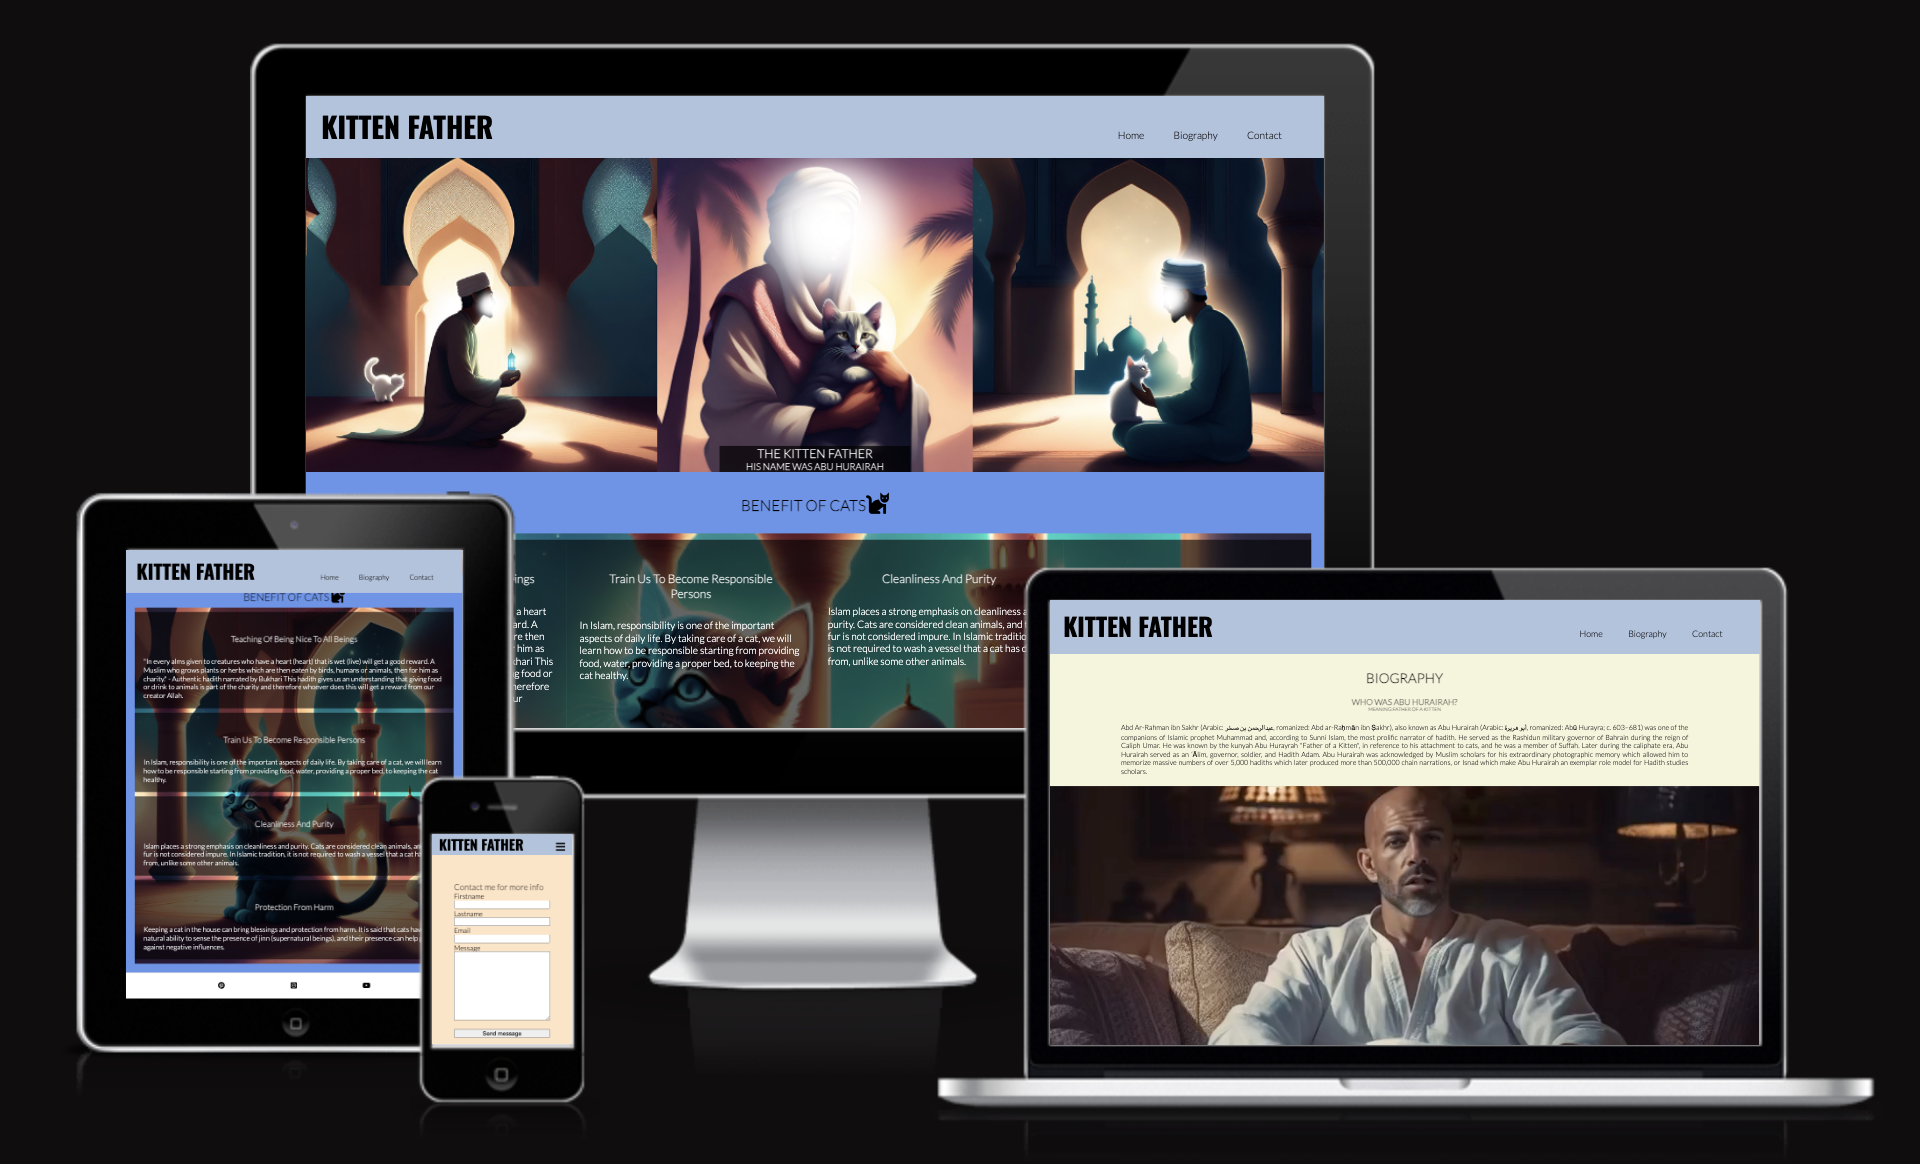 KITTEN FATHER
Home Biography Contact
THE KITTEN FATHER
HIS NAME WAS ABU HURAIRAH
BENEFIT OF CATS
ings
a heart
ard. A
re then
him as
khari This
g food or
herefore
ur
Train Us To Become Responsible
Persons
In Islam, responsibility is one of the important
aspects of daily life. By taking care of a cat, we will
learn how to be responsible starting from providing
food, water, providing a proper bed, to keeping the
cat healthy.
Cleanliness And Purity
Islam places a strong emphasis on cleanliness a
purity. Cats are considered clean animals, and t
fur is not considered impure. In Islamic traditio
is not required to wash a vessel that a cat has d
from, unlike some other animals.
KITTEN FATHER
Home Biography Contact
BENEFIT OF CATS
Teaching Of Being Nice To All Beings
"In every alms given to creatures who have a heart (heart) that is wet (live) will get a good reward. A
Muslim who grows plants or herbs which are then eaten by birds, humans or animals, then for him as
charity." - Authentic hadith narrated by Bukhari This hadith gives us an understanding that giving food
or drink to animals is part of the charity and therefore whoever does this will get a reward from our
creator Allah.
Train Us To Become Responsible Persons
In Islam, responsibility is one of the important aspects of daily life. By taking care of a cat, we will learn
how to be responsible starting from providing food, water, providing a proper bed, to keeping the cat
healthy.
Cleanliness And Purity
Islam places a strong emphasis on cleanliness and purity. Cats are considered clean animals, an
fur is not considered impure. In Islamic tradition, it is not required to wash a vessel that a cat ha
from, unlike some other animals.
Protection From Harm
Keeping a cat in the house can bring blessings and protection from harm. It is said that cats hav
natural ability to sense the presence of jinn (supernatural beings), and their presence can help
against negative influences.
KITTEN FATHER
Contact me for more info
Firstname
Lastname
Email
Message
Send message
KITTEN FATHER
Home Biography Contact
BIOGRAPHY
WHO WAS ABU HURAIRAH?
MEANING FATHER OF A KITTEN
Abd Ar-Rahman ibn Sakhr (Arabic: عبدالرحمن بن صخر, romanized: Abd ar-Raḥmān ibn Ṣakhr), also known as Abu Hurairah (Arabic: أبو هريرة, romanized: Abū Hurayra; c. 603–681) was one of the
companions of Islamic prophet Muhammad and, according to Sunni Islam, the most prolific narrator of hadith. He served as the Rashidun military governor of Bahrain during the reign of
Caliph Umar. He was known by the kunyah Abu Hurayrah "Father of a Kitten", in reference to his attachment to cats, and he was a member of Suffah. Later during the caliphate era, Abu
Hurairah served as an ʿĀlim, governor, soldier, and Hadith Adam. Abu Hurairah was acknowledged by Muslim scholars for his extraordinary photographic memory which allowed him to
memorize massive numbers of over 5,000 hadiths which later produced more than 500,000 chain narrations, or Isnad which make Abu Hurairah an exemplar role model for Hadith studies
scholars.